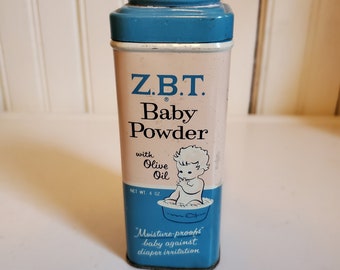 Z.B.T.
®
Baby
Powder
with
Olive
Oil
NET WT. 4 OZ
"Moisture-proofs"
baby against
diaper irritation